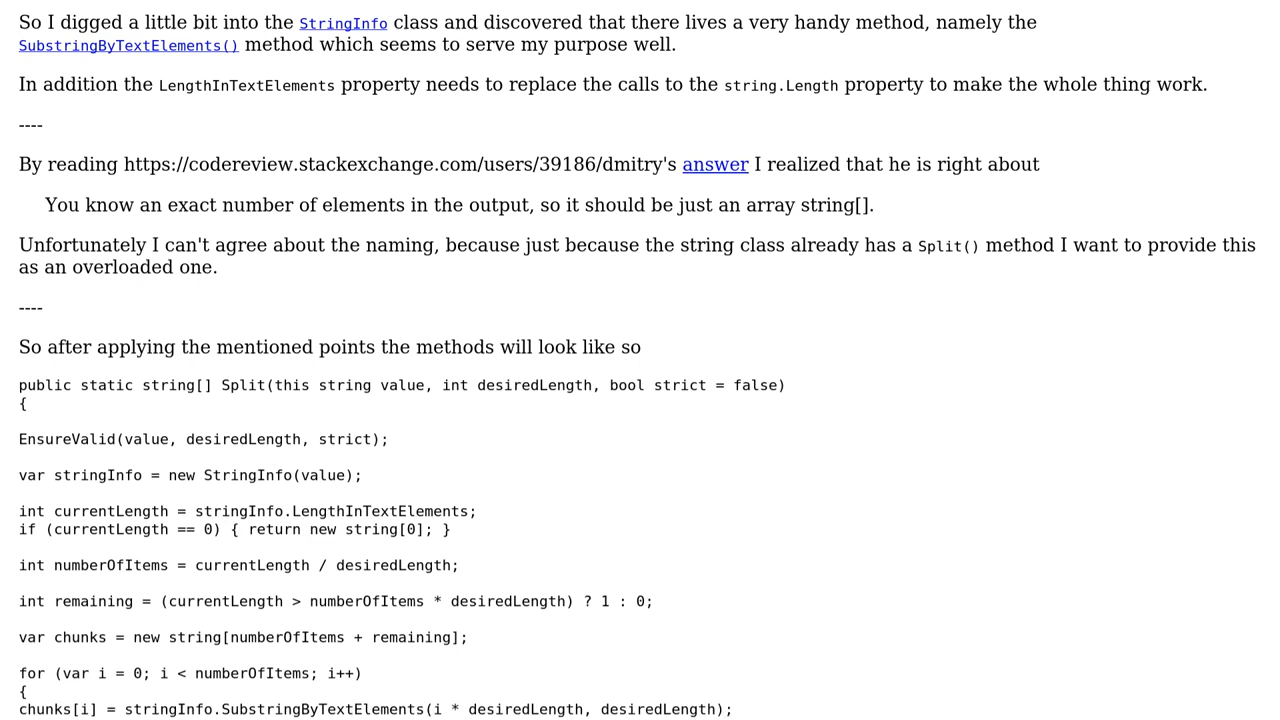 So I digged a little bit into the StringInfo class and discovered that there lives a very handy method, namely the
SubstringByTextElements() method which seems to serve my purpose well.
In addition the LengthInTextElements property needs to replace the calls to the string.Length property to make the whole thing work.
----
By reading https://codereview.stackexchange.com/users/39186/dmitry's answer I realized that he is right about
You know an exact number of elements in the output, so it should be just an array string[].
Unfortunately I can't agree about the naming, because just because the string class already has a Split() method I want to provide this
as an overloaded one.
----
So after applying the mentioned points the methods will look like so
public static string[] Split(this string value, int desiredLength, bool strict = false)
{
EnsureValid(value, desiredLength, strict);
var stringInfo = new StringInfo(value);
int currentLength = stringInfo.LengthInTextElements;
if (currentLength == 0) { return new string[0]; }
int numberOfItems = currentLength / desiredLength;
int remaining = (currentLength > numberOfItems * desiredLength) ? 1 : 0;
var chunks = new string[numberOfItems + remaining];
for (var i = 0; i < numberOfItems; i++)
{
chunks[i] = stringInfo.SubstringByTextElements(i * desiredLength, desiredLength);